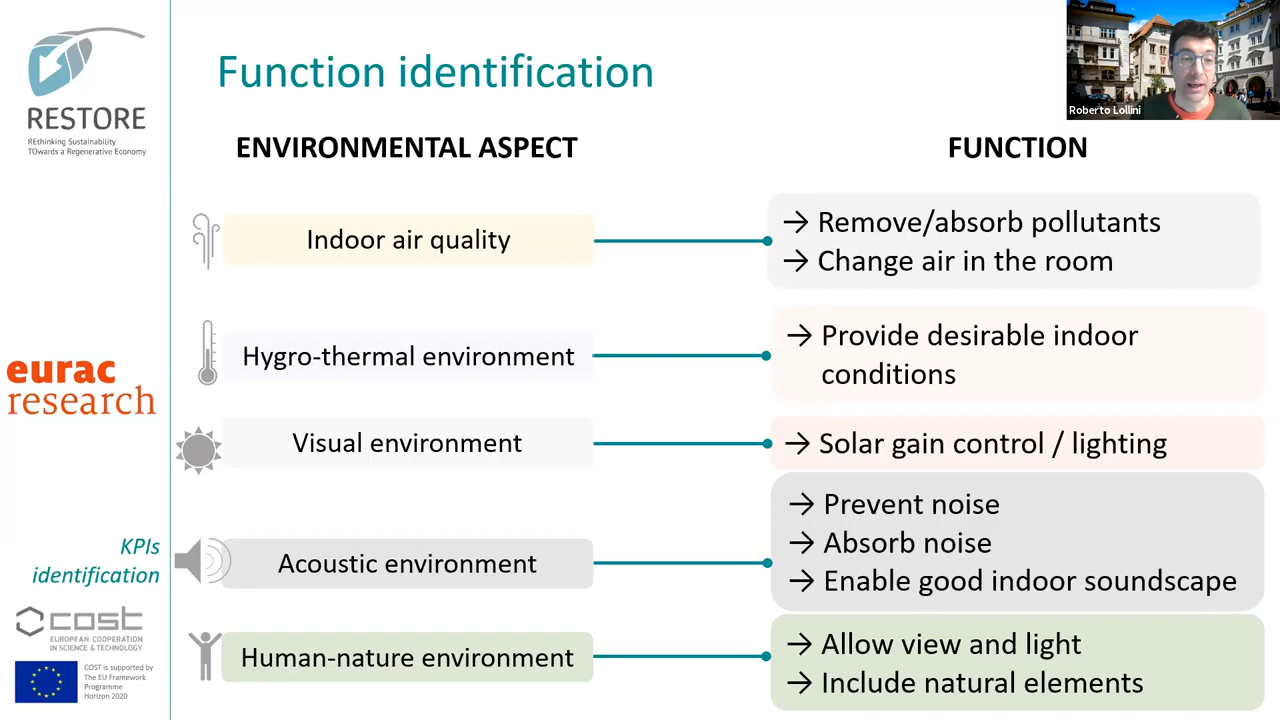 RESTORE
REthinking Sustainability
TOwards a Regenerative Economy
Function identification
Roberto Lollini
ENVIRONMENTAL ASPECT
FUNCTION
Indoor air quality
→ Remove/absorb pollutants
→ Change air in the room
Hygro-thermal environment
→ Provide desirable indoor
conditions
Visual environment
→ Solar gain control / lighting
Acoustic environment
→ Prevent noise
→ Absorb noise
→ Enable good indoor soundscape
Human-nature environment
→ Allow view and light
→ Include natural elements
eurac
research
KPIs
identification
cost
EUROPEAN COOPERATION
IN SCIENCE & TECHNOLOGY
COST is supported by
The EU Framework
Programme
Horizon 2020